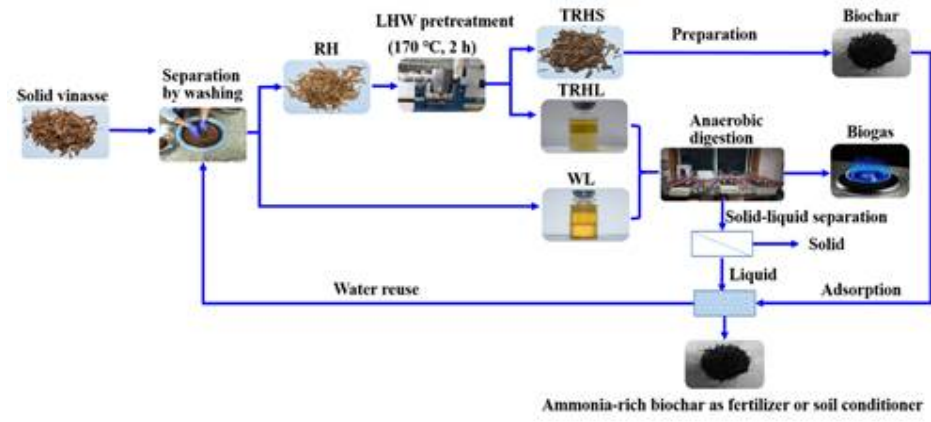 LHW pretreatment
(170 °C, 2 h)
TRHS
Biochar
RH
Preparation
Separation
by washing
Solid vinasse
TRHL
Anaerobic
digestion
Biogas
WL
Solid-liquid separation
Solid
Liquid
Water reuse
Adsorption
Ammonia-rich biochar as fertilizer or soil conditioner